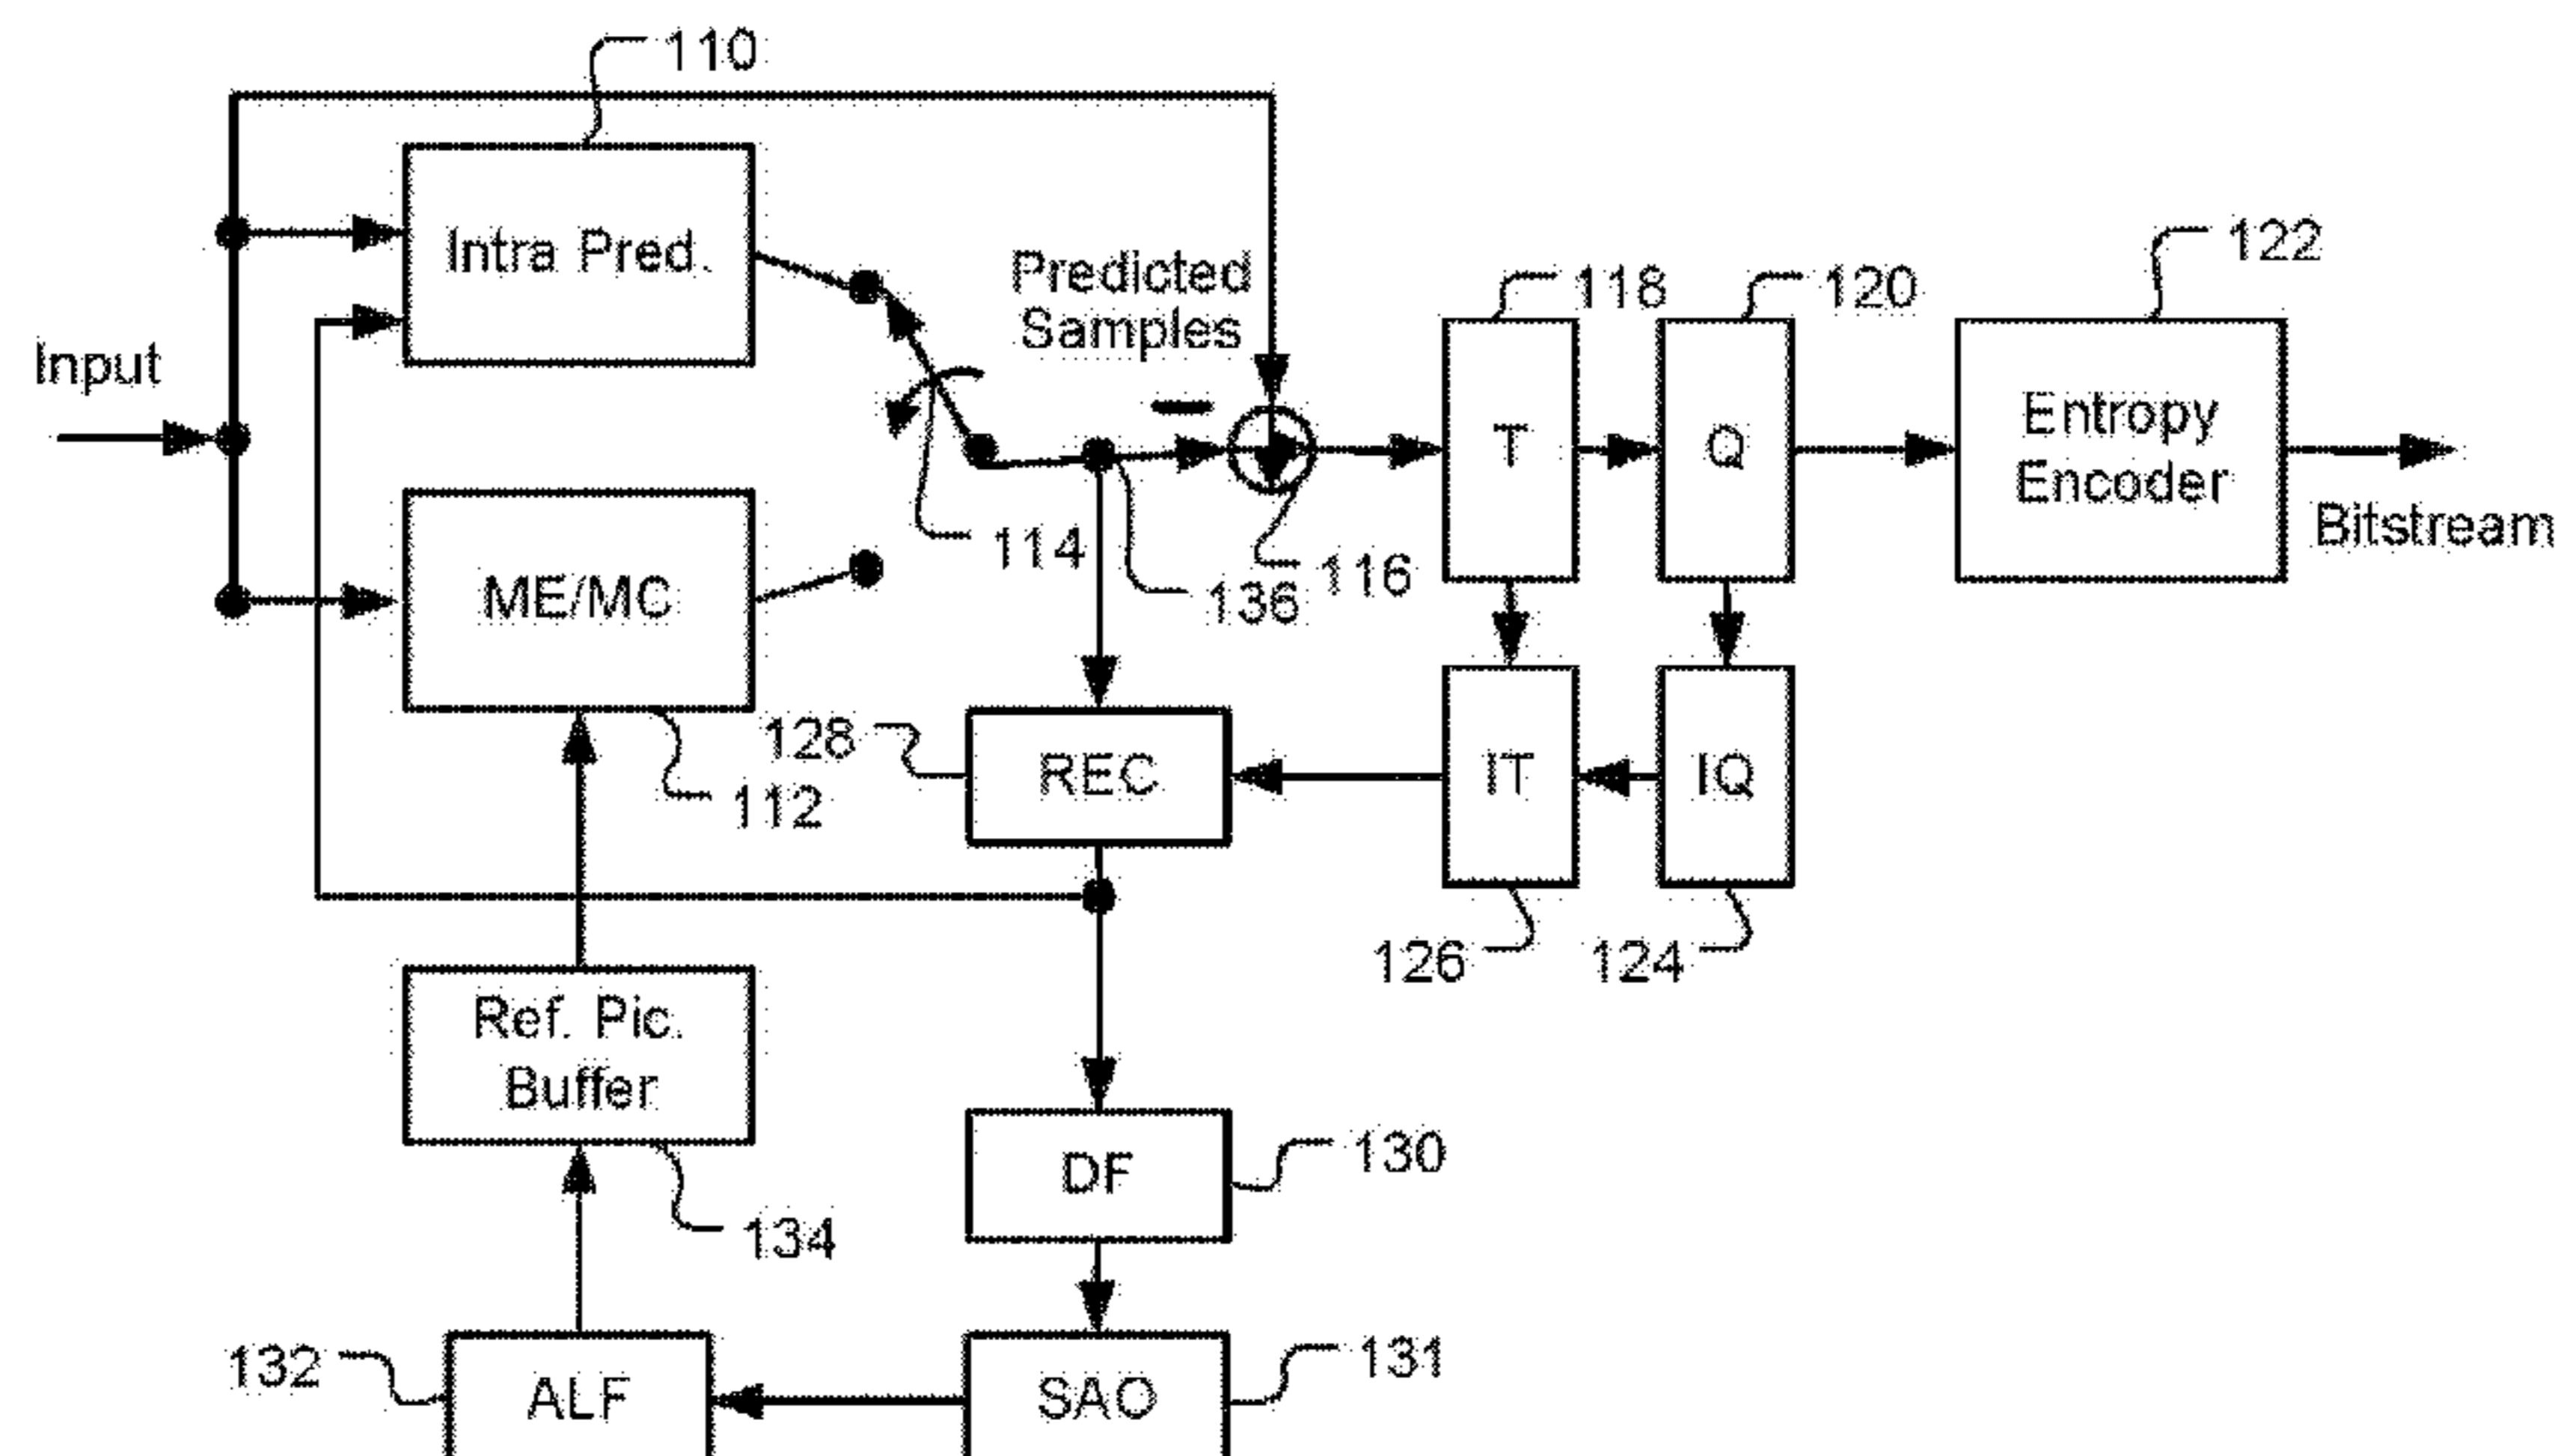 110
Intra Pred.
Input
Predicted
Samples
118
120
122
T
Q
Entropy
Encoder
Bitstream
114
136
116
ME/MC
128
112
REC
IT
IQ
126
124
Ref. Pic.
Buffer
134
DF
130
132
ALF
SAO
131